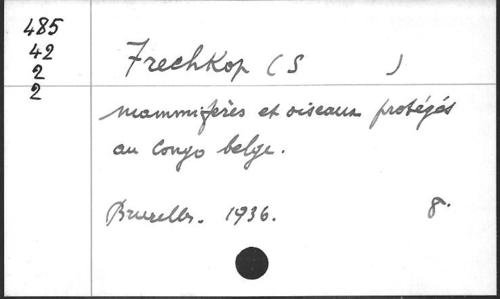 485
42
2
2
Frechkop (S )
mammifères et oiseaux protégés
au Congo belge.
Bruxelles. 1936. 8.